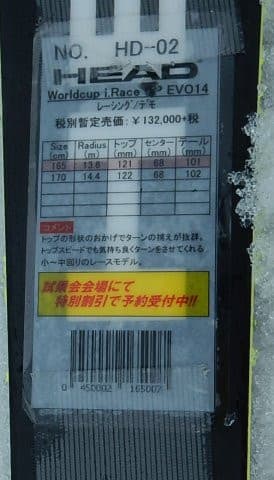 NO. HD-02
HEAD
Worldcup i.Race EVO14
レーシング/デモ
税別暫定売価:￥132,000+税
Size(cm) Radius(m) トップ(mm) センター(mm) テール(mm)
165 13.8 121 68 101
170 14.4 122 68 102
コメント
トップの形状のおかげでターンの捕えが抜群。
トップスピードでも気持ち良くターンをさせてくれる
小〜中回りのレースモデル。
試乗会会場にて
特別割引で予約受付中!!
0 450002 165007